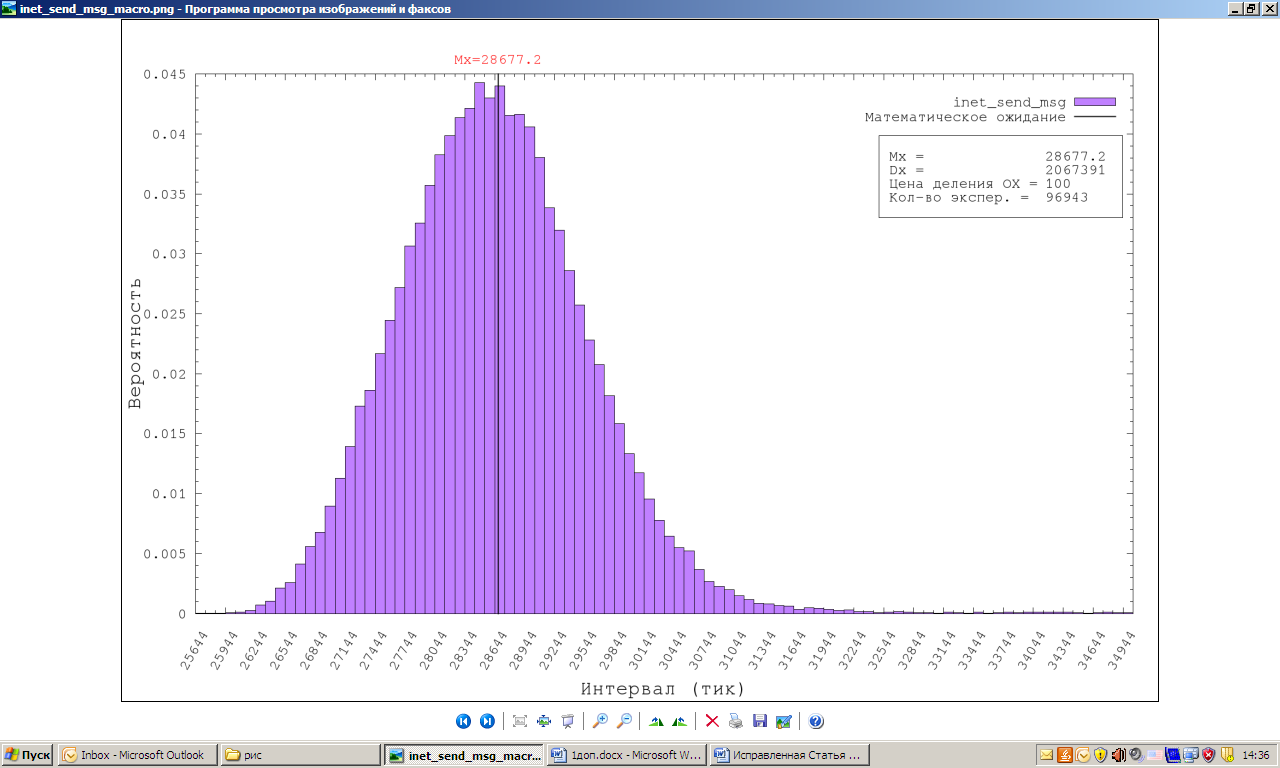 inet_send_msg_macro.png - Программа просмотра изображений и факсов
Mx=28677.2
0.045
0.04
0.035
0.03
0.025
0.02
0.015
0.01
0.005
0
Вероятность
inet_send_msg
Математическое ожидание
Mx = 28677.2
Dx = 2067391
Цена деления OX = 100
Кол-во экспер. = 96943
25644 25944 26244 26544 26844 27144 27444 27744 28044 28344 28644 28944 29244 29544 29844 30144 30444 30744 31044 31344 31644 31944 32244 32544 32844 33144 33444 33744 34044 34344 34644 34944
Интервал (тик)
Пуск Inbox - Microsoft Outlook рис inet_send_msg_macr... 1доп.docx - Microsoft W... Исправленная Статья ... 14:36